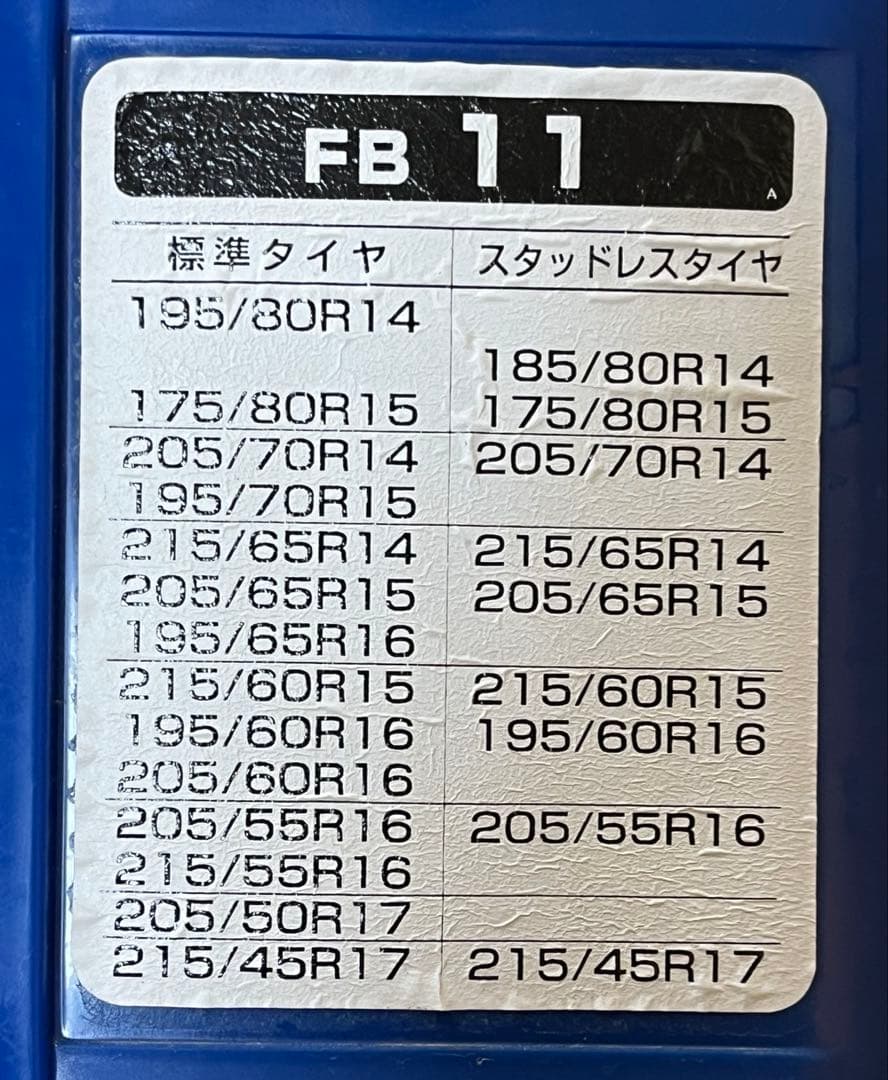 FB 11
A
標準タイヤ スタッドレスタイヤ
195/80R14
185/80R14
175/80R15 175/80R15
205/70R14 205/70R14
195/70R15
215/65R14 215/65R14
205/65R15 205/65R15
195/65R16
215/60R15 215/60R15
195/60R16 195/60R16
205/60R16
205/55R16 205/55R16
215/55R16
205/50R17
215/45R17 215/45R17